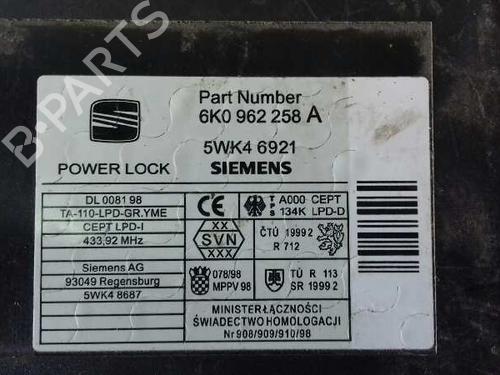 B-PARTS
Part Number
6K0 962 258 A
5WK4 6921
SIEMENS
POWER LOCK
DL 0081 98
TA-110-LPD-GR.YME
CEPT LPD-I
433,92 MHz
Siemens AG
93049 Regensburg
5WK4 8687
CE
XX
SVN
XXX
T
P
S
A000 CEPT
134K LPD-D
ČTÚ 1999 2
R 712
078/98
MPPV 98
TÚ R 113
SR 1999 2
MINISTER ŁĄCZNOŚCI
ŚWIADECTWO HOMOLOGACJI
Nr 908/909/910/98